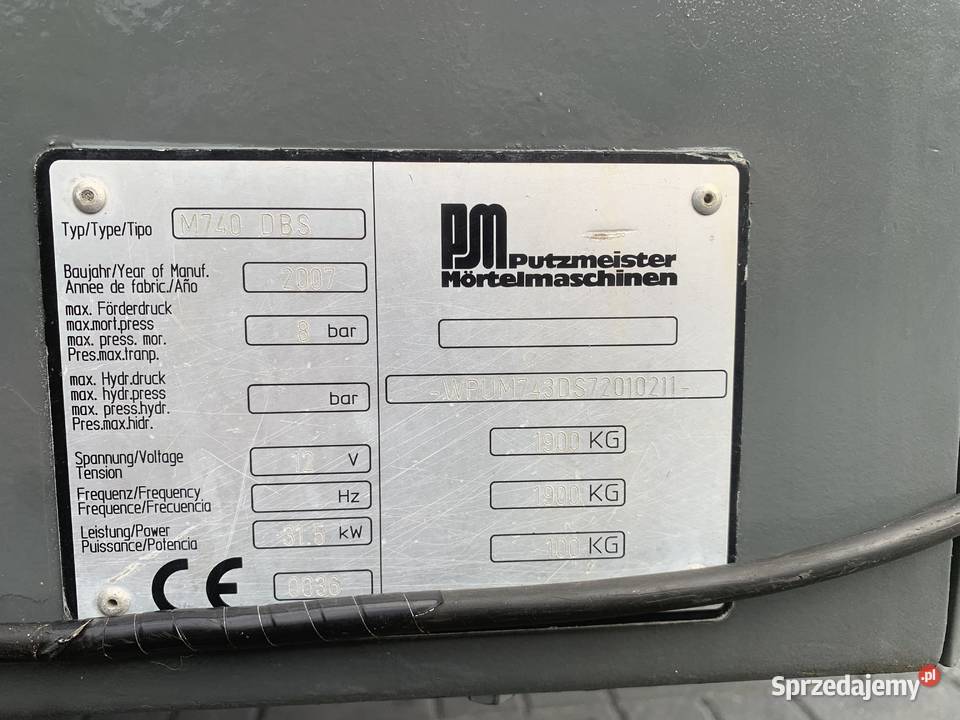 Typ/Type/Tipo M740 DBS
Baujahr/Year of Manuf.
Année de fabric./Año 2007
max. Förderdruck
max.mort.press
max. press. mor.
Pres.max.tranp. 8 bar
max. Hydr.druck
max. hydr.press
max. press.hydr.
Pres.max.hidr. bar
Spannung/Voltage
Tension 12 V
Frequenz/Frequency
Frequence/Frecuencia Hz
Leistung/Power
Puissance/Potencia 31.5 kW
CE 0036
PM Putzmeister
Mörtelmaschinen
-WPUM743DS72010211-
1900 KG
1900 KG
100 KG
Sprzedajemy.pl